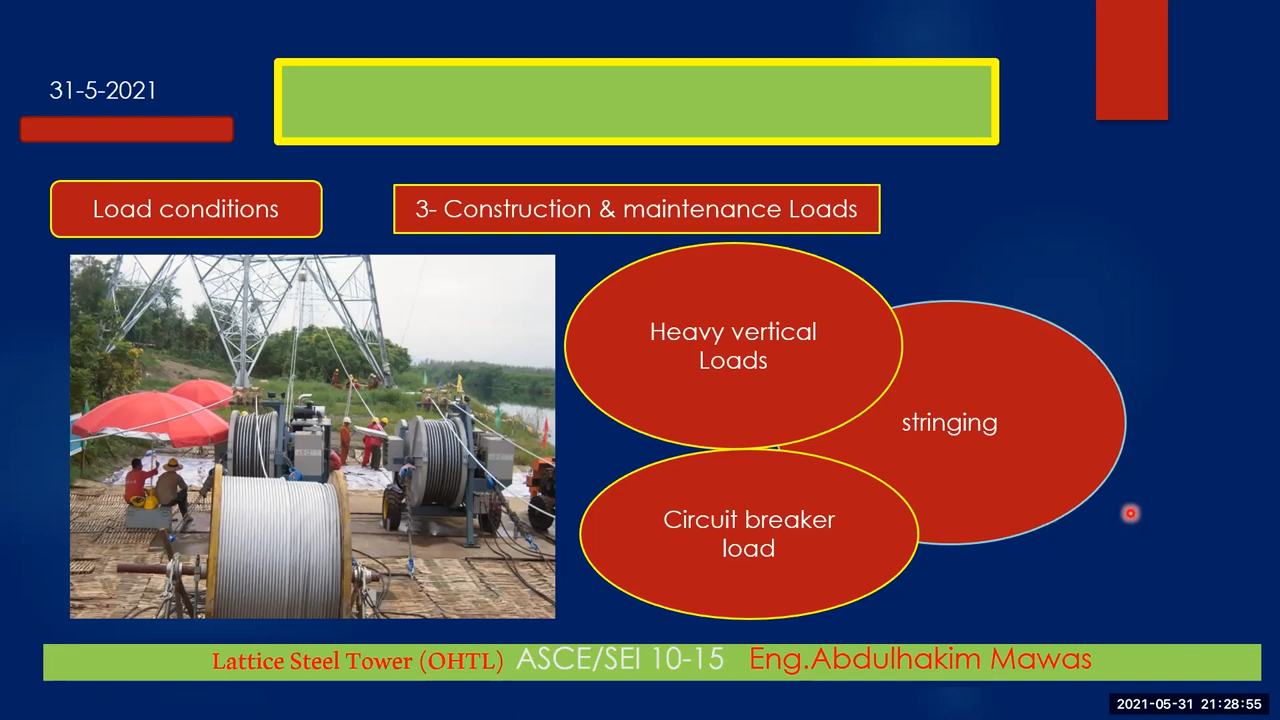 31-5-2021
Load conditions
3- Construction & maintenance Loads
Heavy vertical
Loads
stringing
Circuit breaker
load
Lattice Steel Tower (OHTL) ASCE/SEI 10-15 Eng.Abdulhakim Mawas
2021-05-31 21:28:55